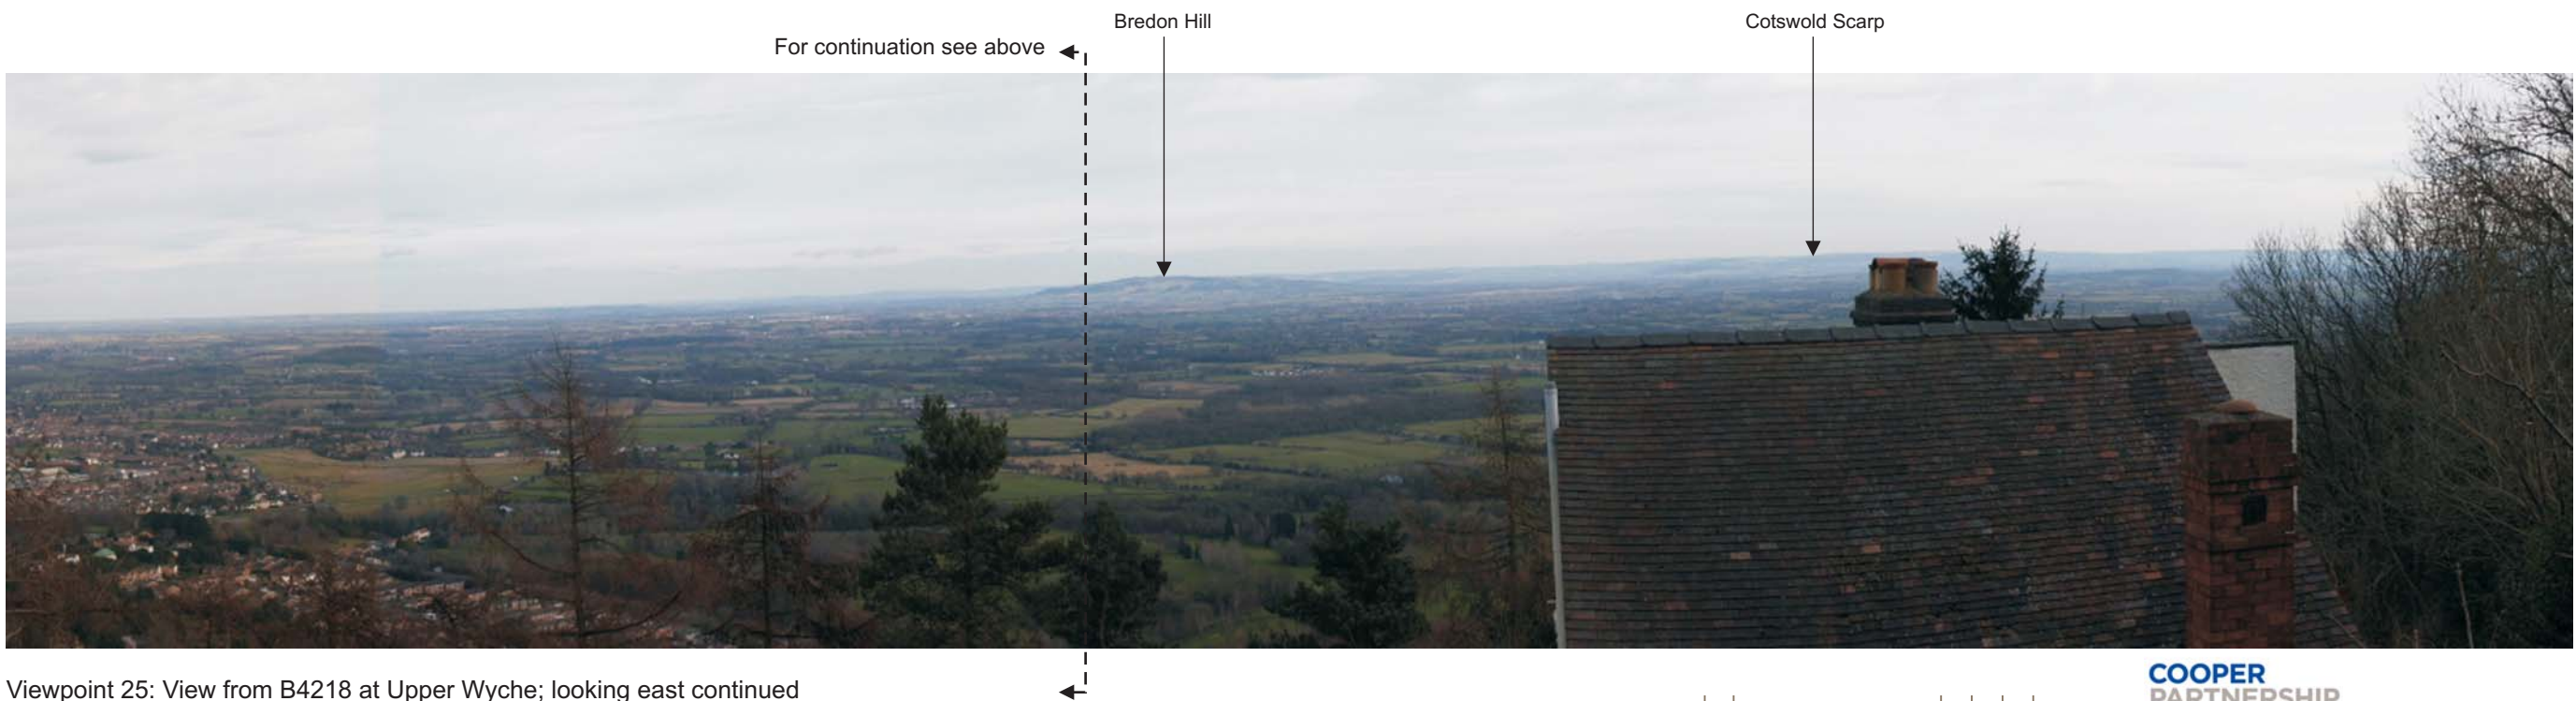 Bredon Hill
Cotswold Scarp
For continuation see above
Viewpoint 25: View from B4218 at Upper Wyche; looking east continued
COOPER
PARTNERSHIP